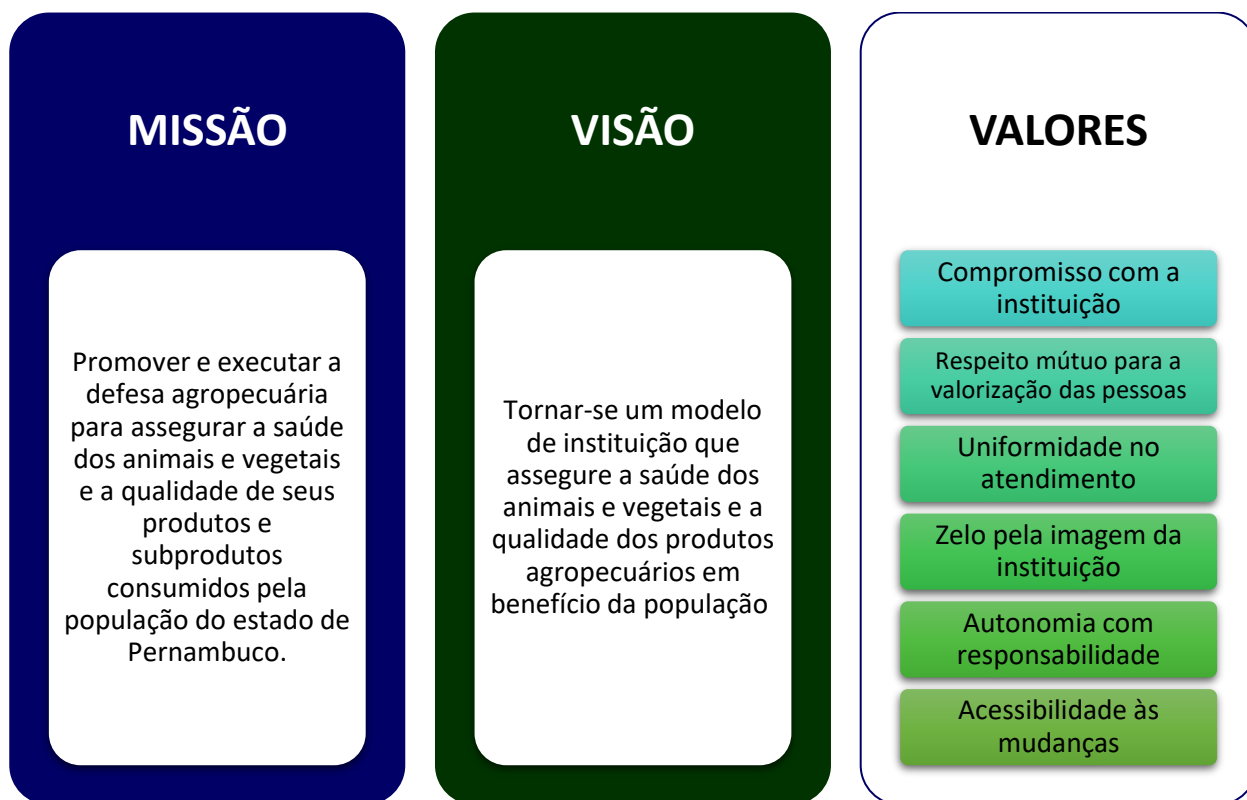 MISSÃO
Promover e executar a
defesa agropecuária
para assegurar a saúde
dos animais e vegetais
e a qualidade de seus
produtos e
subprodutos
consumidos pela
população do estado de
Pernambuco.
VISÃO
Tornar-se um modelo
de instituição que
assegure a saúde dos
animais e vegetais e a
qualidade dos produtos
agropecuários em
benefício da população
VALORES
Compromisso com a
instituição
Respeito mútuo para a
valorização das pessoas
Uniformidade no
atendimento
Zelo pela imagem da
instituição
Autonomia com
responsabilidade
Acessibilidade às
mudanças